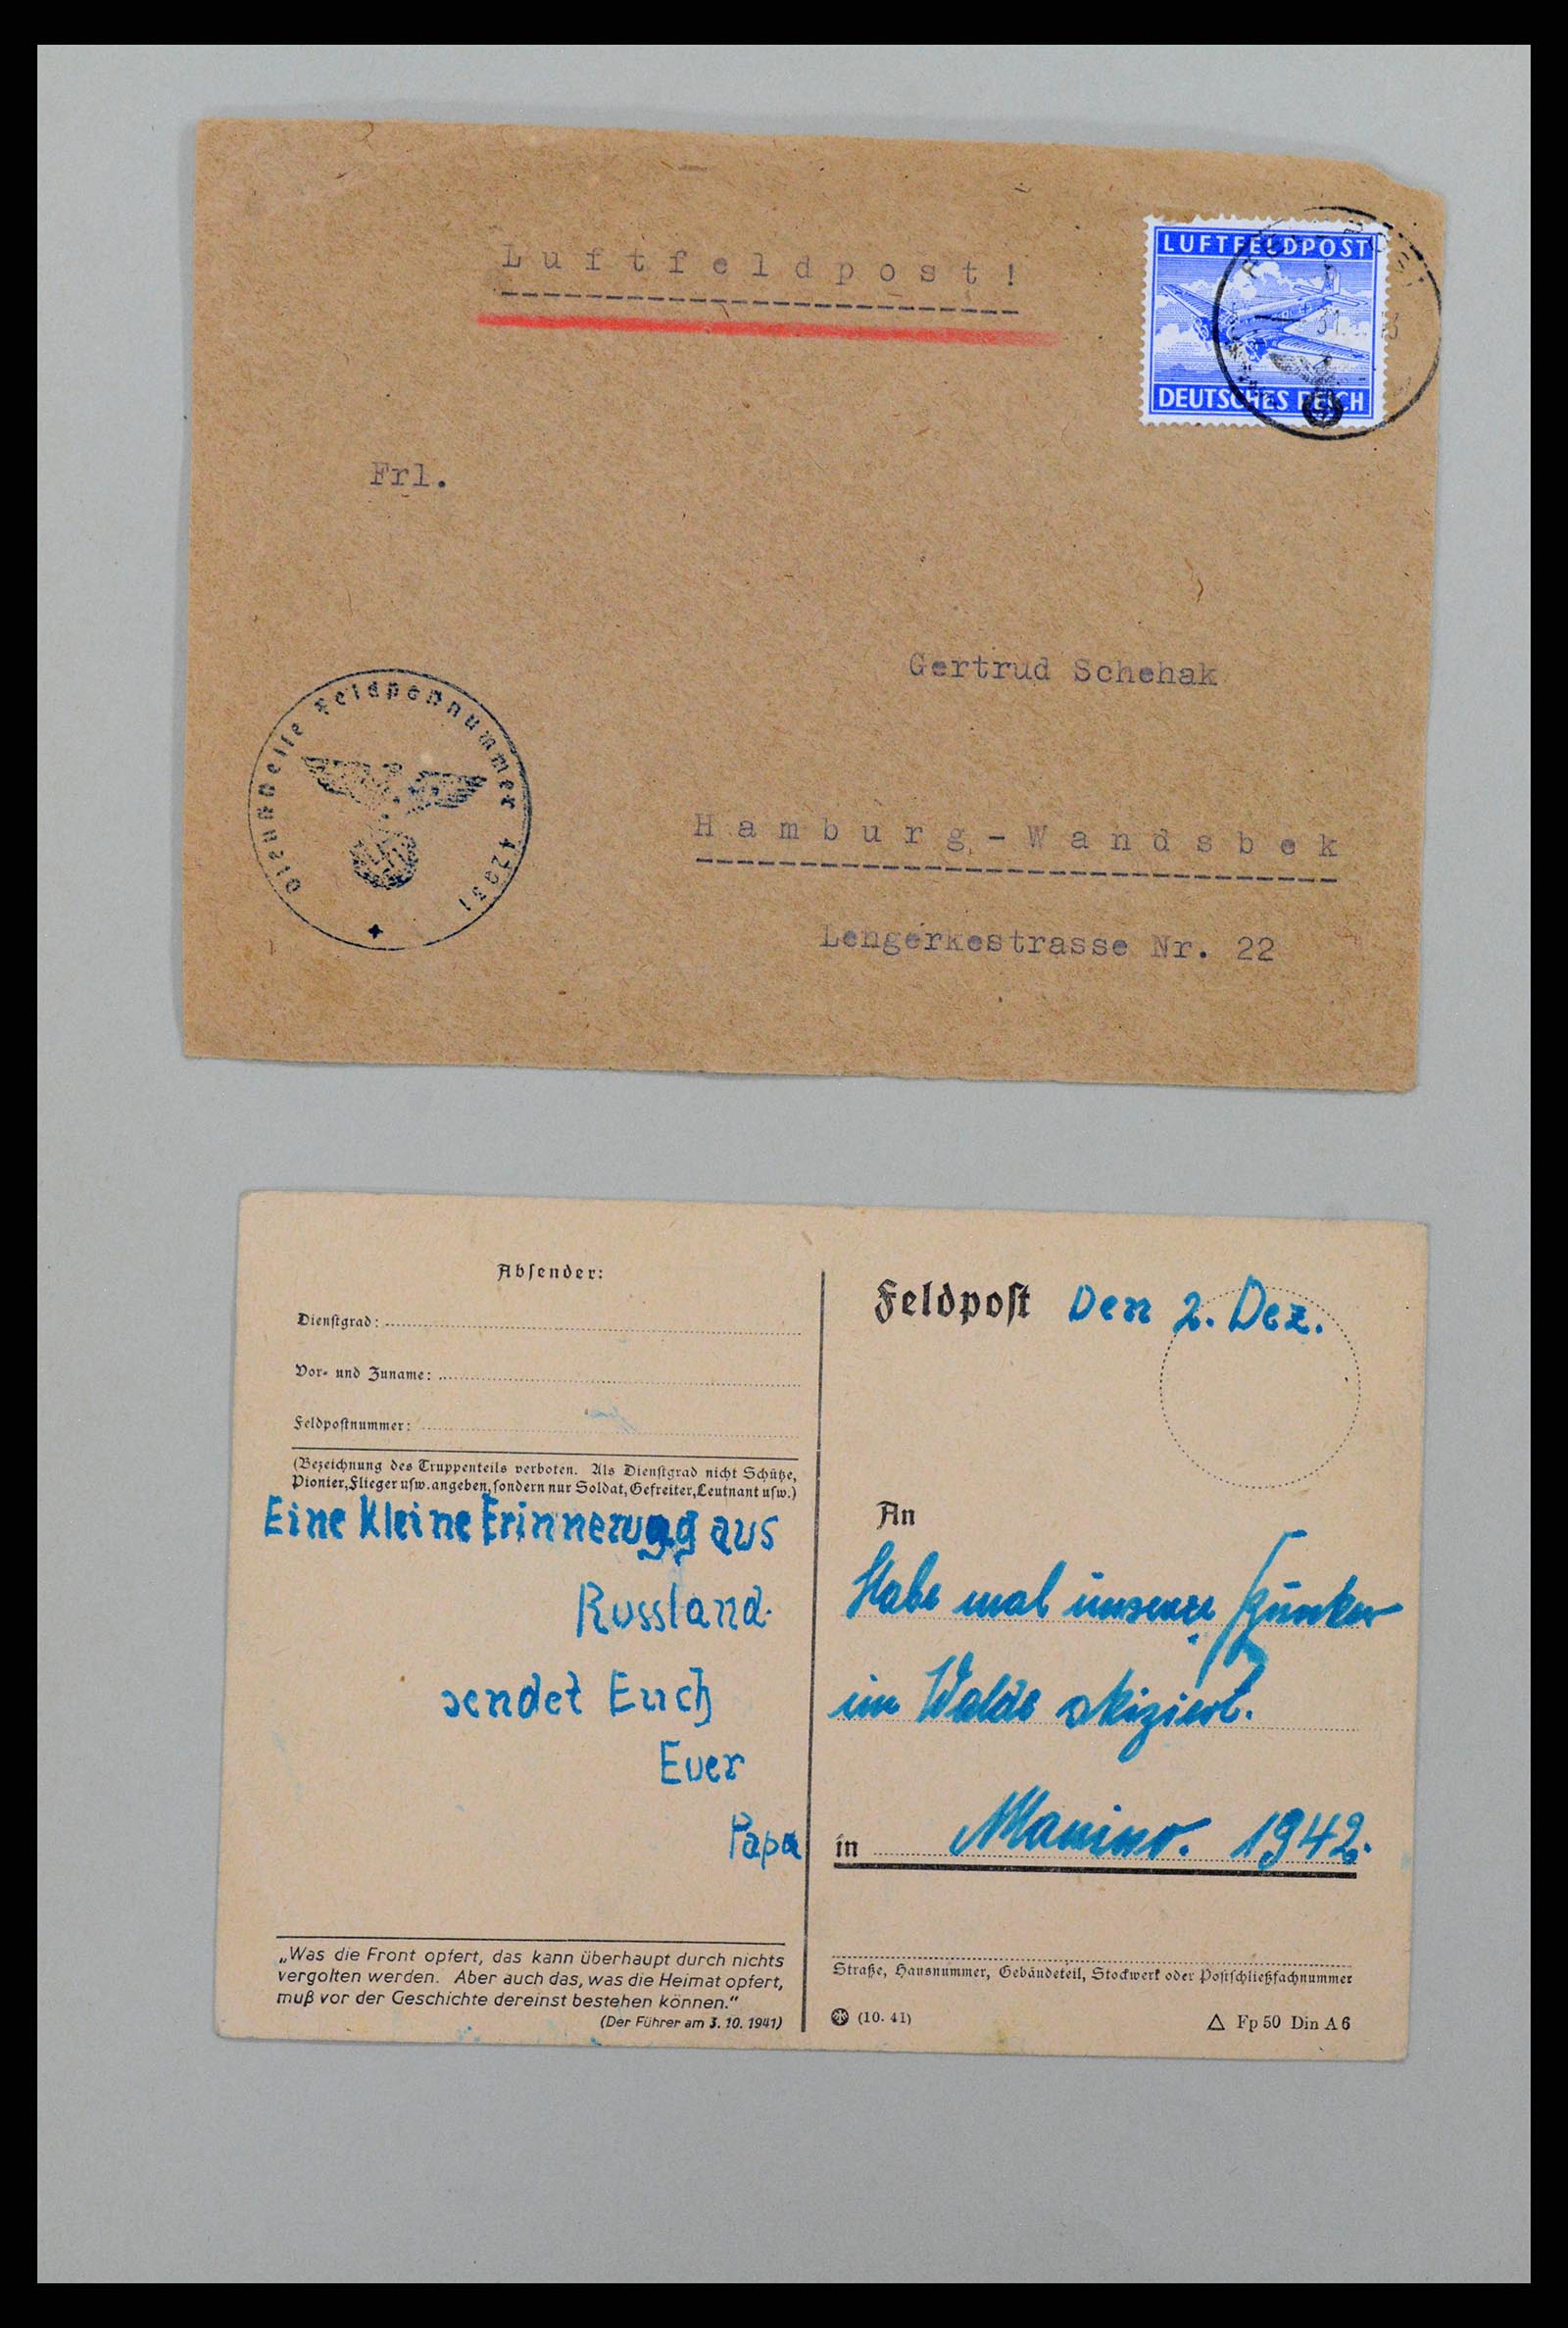 Luftfeldpost!
LUFTFELDPOST
DEUTSCHES REICH
31.
Frl.
Gertrud Schehak
Dienststelle Feldpostnummer
Hamburg-Wandsbek
Lengerkestrasse Nr. 22
Absender:
Dienstgrad:
Vor- und Zuname:
Feldpostnummer:
(Bezeichnung des Truppenteils verboten. Als Dienstgrad nicht Schütze,
Pionier, Flieger usw. angeben, sondern nur Soldat, Gefreiter, Leutnant usw.)
Eine kleine Erinnerung aus
Russland.
sendet Euch
Euer
Papa
„Was die Front opfert, das kann überhaupt durch nichts
vergolten werden. Aber auch das, was die Heimat opfert,
muß vor der Geschichte dereinst bestehen können.“
(Der Führer am 3. 10. 1941)
Feldpost Den 2. Dez.
An
Habe mal unsere
im Walde skiziert.
in 1942.
Straße, Hausnummer, Gebäudeteil, Stockwerk oder Postschließfachnummer
(10. 41)
Fp 50 Din A 6